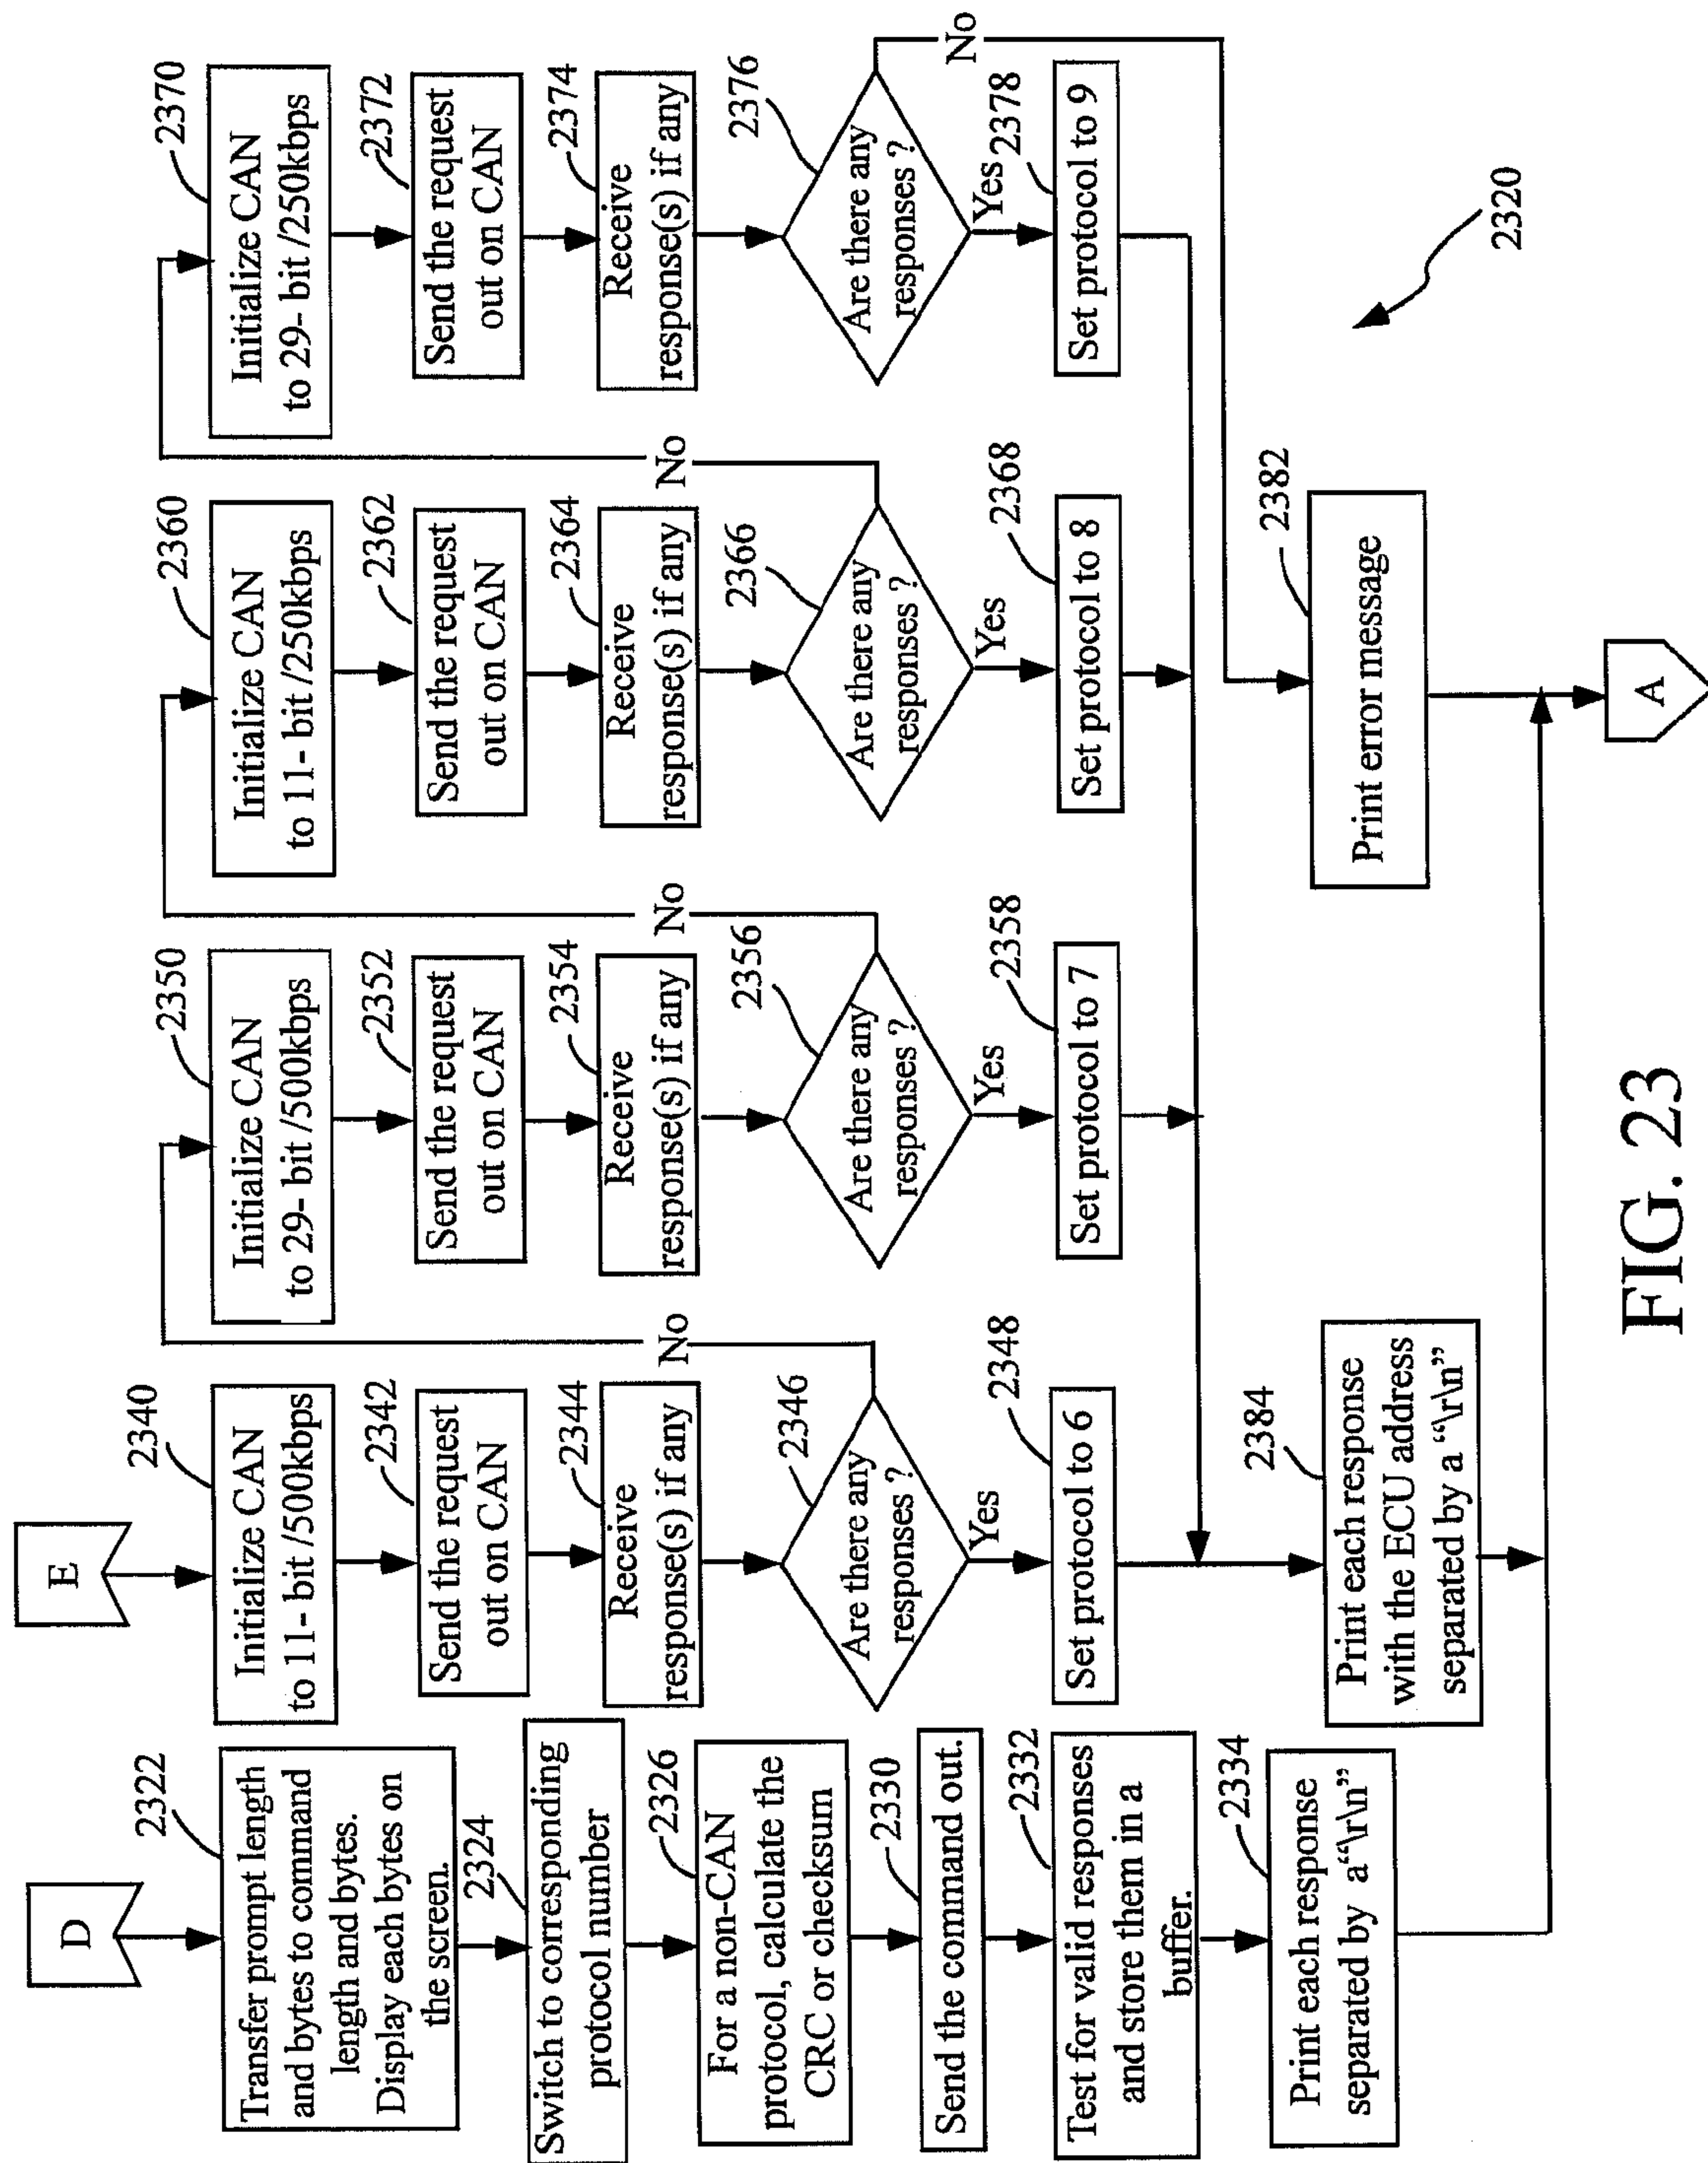 D
2322
Transfer prompt length
and bytes to command
length and bytes.
Display each bytes on
the screen.
2324
Switch to corresponding
protocol number
2326
For a non-CAN
protocol, calculate the
CRC or checksum
2330
Send the command out.
2332
Test for valid responses
and store them in a
buffer.
2334
Print each response
separated by a“\r\n”
E
2340
Initialize CAN
to 11- bit /500kbps
2342
Send the request
out on CAN
2344
Receive
response(s) if any
2346
Are there any
responses ?
No
Yes
2348
Set protocol to 6
2384
Print each response
with the ECU address
separated by a “\r\n”
2350
Initialize CAN
to 29- bit /500kbps
2352
Send the request
out on CAN
2354
Receive
response(s) if any
2356
Are there any
responses ?
No
Yes
2358
Set protocol to 7
2360
Initialize CAN
to 11- bit /250kbps
2362
Send the request
out on CAN
2364
Receive
response(s) if any
2366
Are there any
responses ?
No
Yes
2368
Set protocol to 8
2370
Initialize CAN
to 29- bit /250kbps
2372
Send the request
out on CAN
2374
Receive
response(s) if any
2376
Are there any
responses ?
No
Yes
2378
Set protocol to 9
2382
Print error message
A
2320
FIG. 23